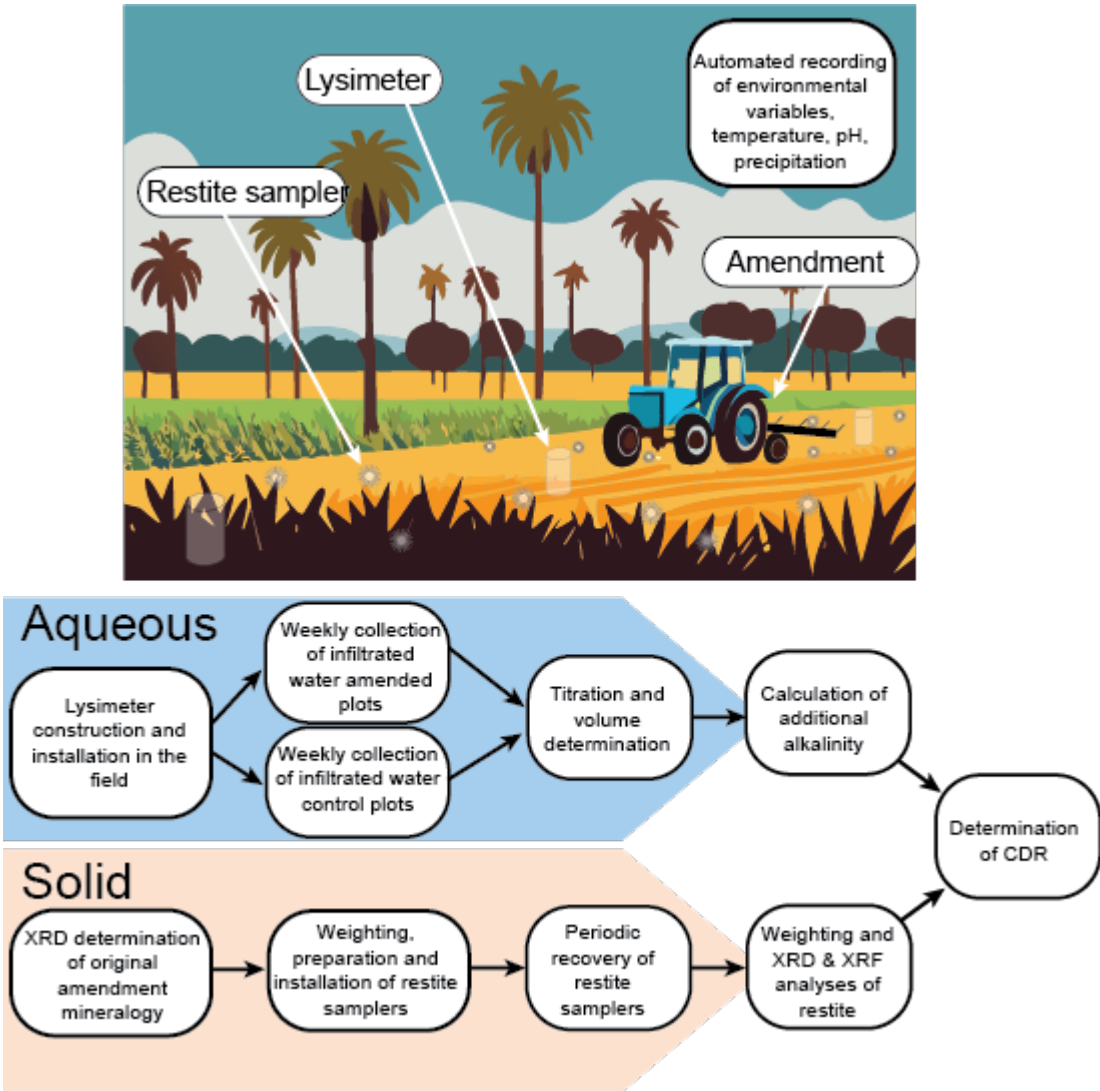 Lysimeter
Automated recording
of environmental
variables,
temperature, pH,
precipitation
Restite sampler
Amendment
Aqueous
Lysimeter
construction and
installation in the
field
Weekly collection
of infiltrated
water amended
plots
Weekly collection
of infiltrated water
control plots
Titration and
volume
determination
Calculation of
additional
alkalinity
Determination
of CDR
Solid
XRD determination
of original
amendment
mineralogy
Weighting,
preparation and
installation of restite
samplers
Periodic
recovery of
restite
samplers
Weighting and
XRD & XRF
analyses of
restite